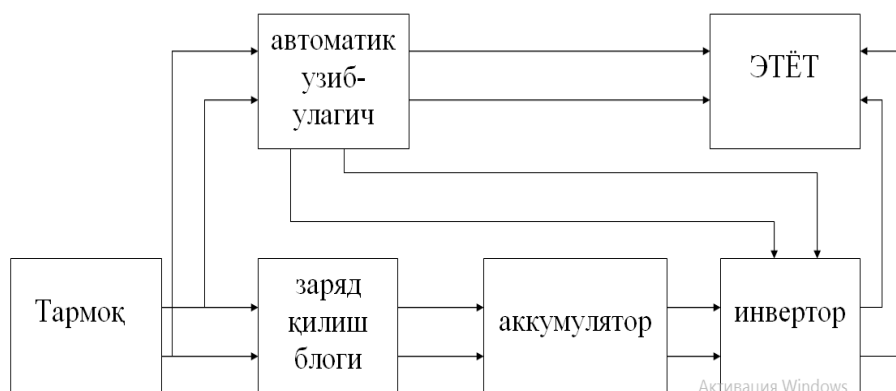 автоматик
узиб-
улагич
ЭТЁТ
Тармоқ
заряд
қилиш
блоги
аккумулятор
инвертор
Активация Windows